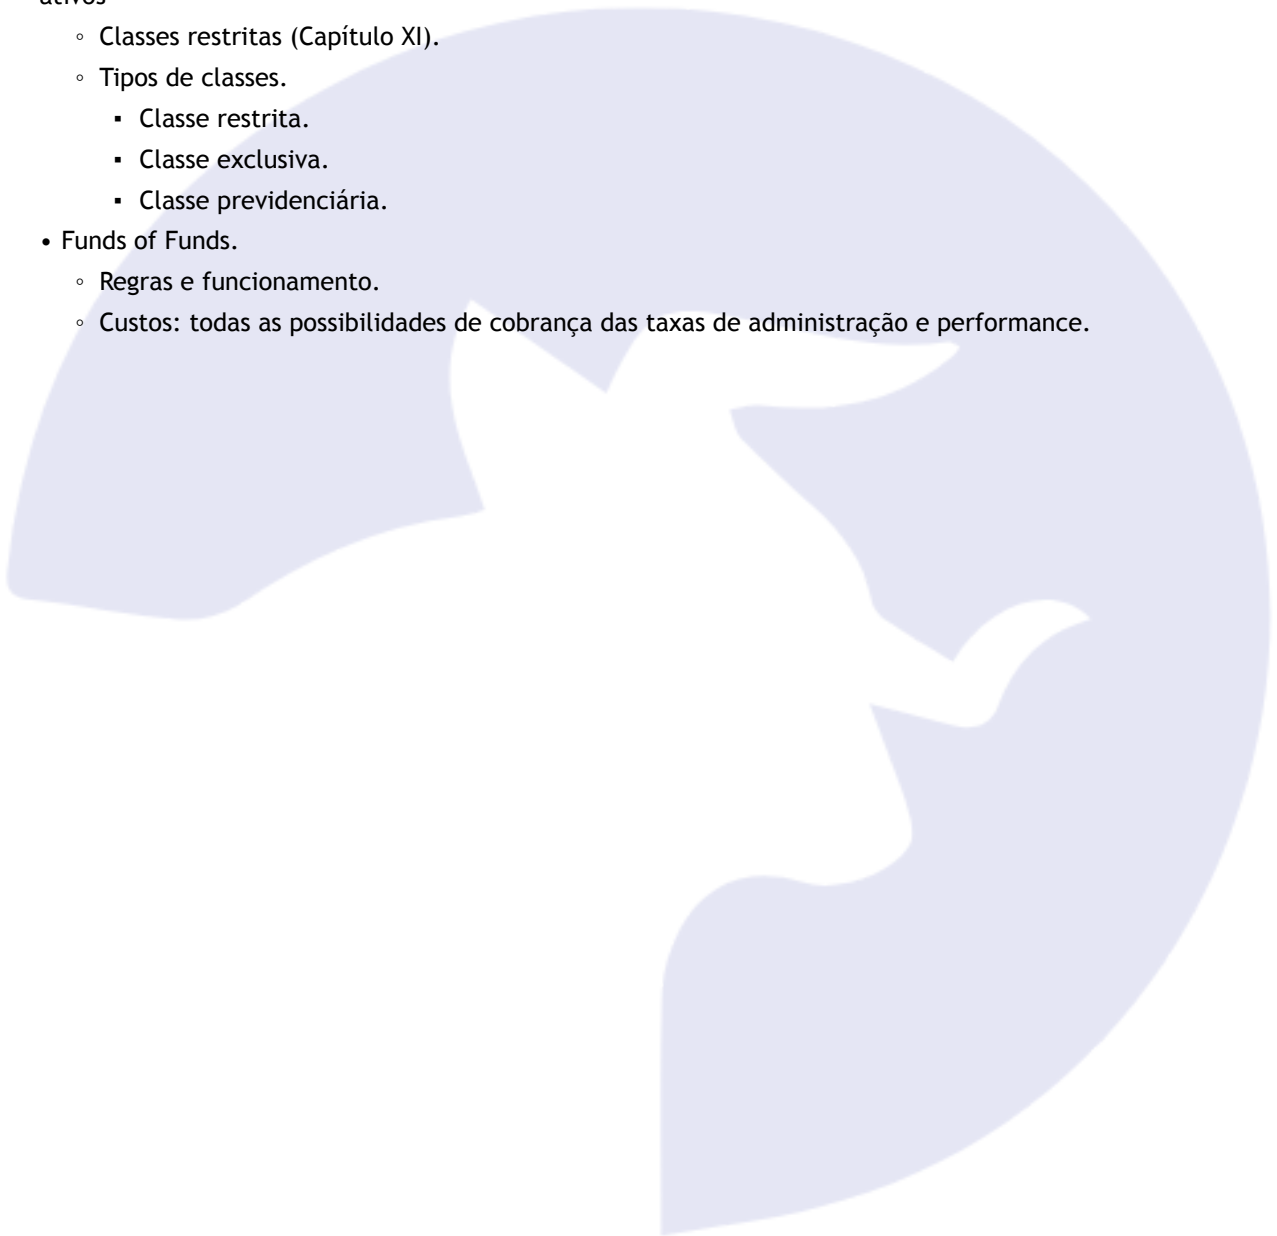 ativos
◦ Classes restritas (Capítulo XI).
◦ Tipos de classes.
▪ Classe restrita.
▪ Classe exclusiva.
▪ Classe previdenciária.
• Funds of Funds.
◦ Regras e funcionamento.
◦ Custos: todas as possibilidades de cobrança das taxas de administração e performance.